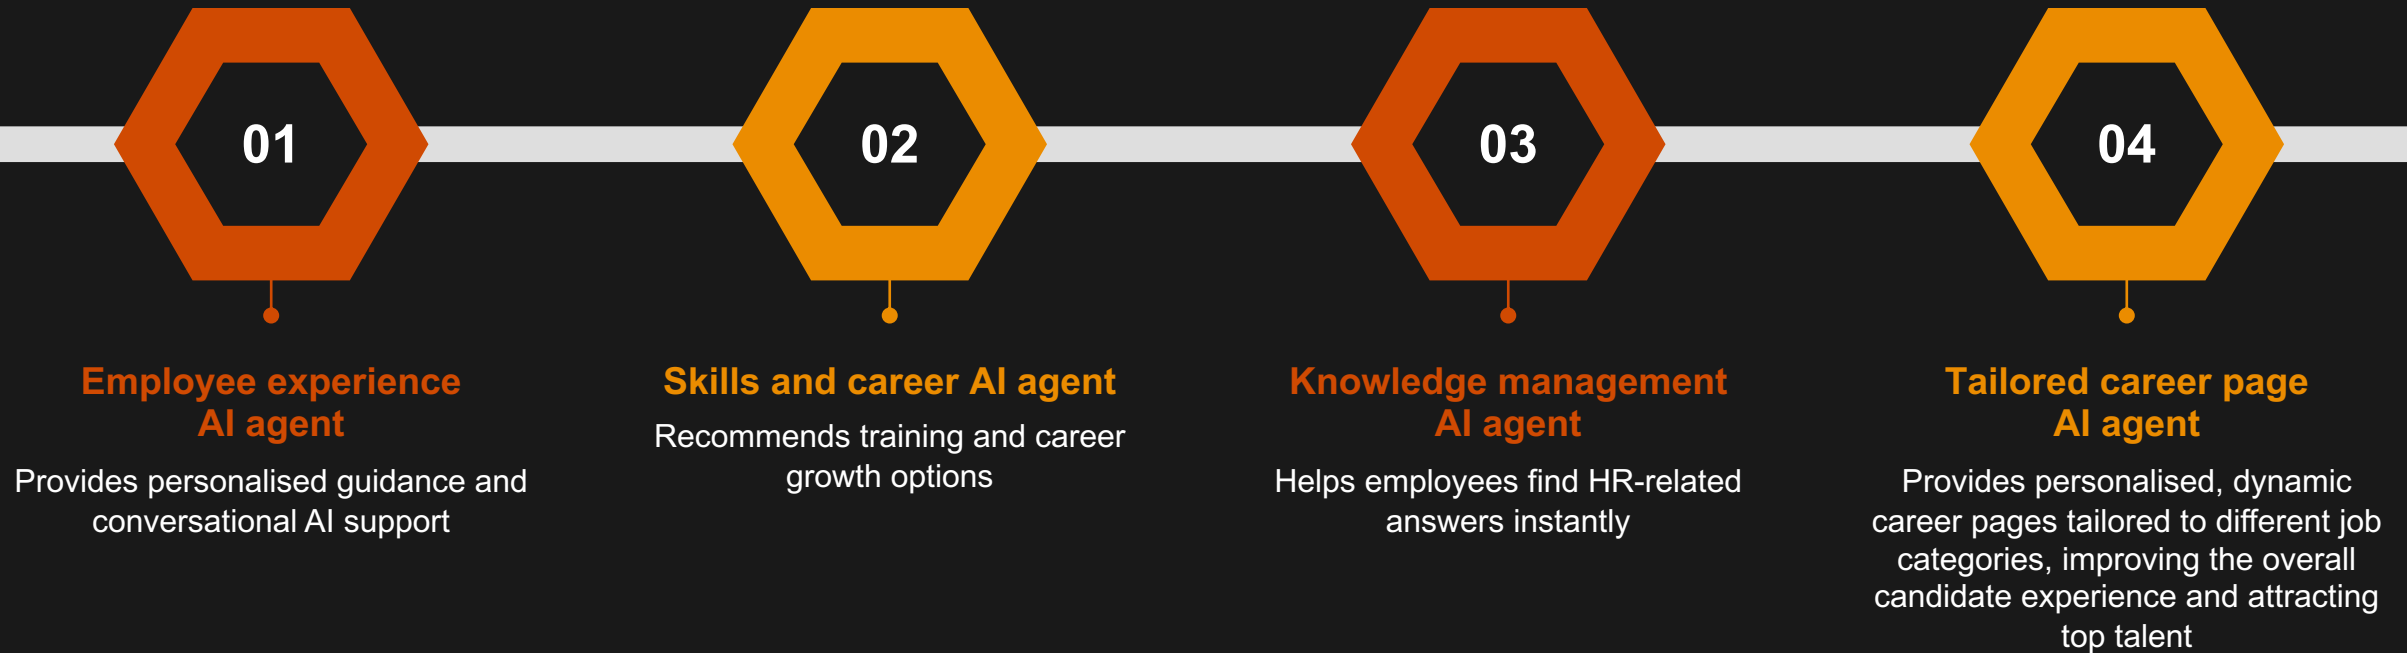 01
Employee experience
AI agent
Provides personalised guidance and
conversational AI support
02
Skills and career AI agent
Recommends training and career
growth options
03
Knowledge management
AI agent
Helps employees find HR-related
answers instantly
04
Tailored career page
AI agent
Provides personalised, dynamic
career pages tailored to different job
categories, improving the overall
candidate experience and attracting
top talent